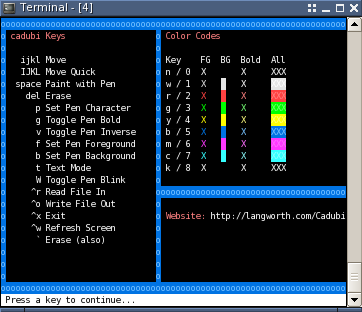 Terminal - [4]
cadubi Keys
ijkl Move
IJKL Move Quick
space Paint with Pen
del Erase
p Set Pen Character
g Toggle Pen Bold
v Toggle Pen Inverse
f Set Pen Foreground
b Set Pen Background
t Text Mode
W Toggle Pen Blink
^r Read File In
^o Write File Out
^x Exit
^w Refresh Screen
` Erase (also)
Color Codes
Key FG BG Bold All
n / 0 X X XXX
w / 1 X X XXX
r / 2 X X XXX
g / 3 X X XXX
y / 4 X X XXX
b / 5 X X XXX
m / 6 X X XXX
c / 7 X X XXX
k / 8 X X XXX
Website: http://langworth.com/Cadubi
Press a key to continue...